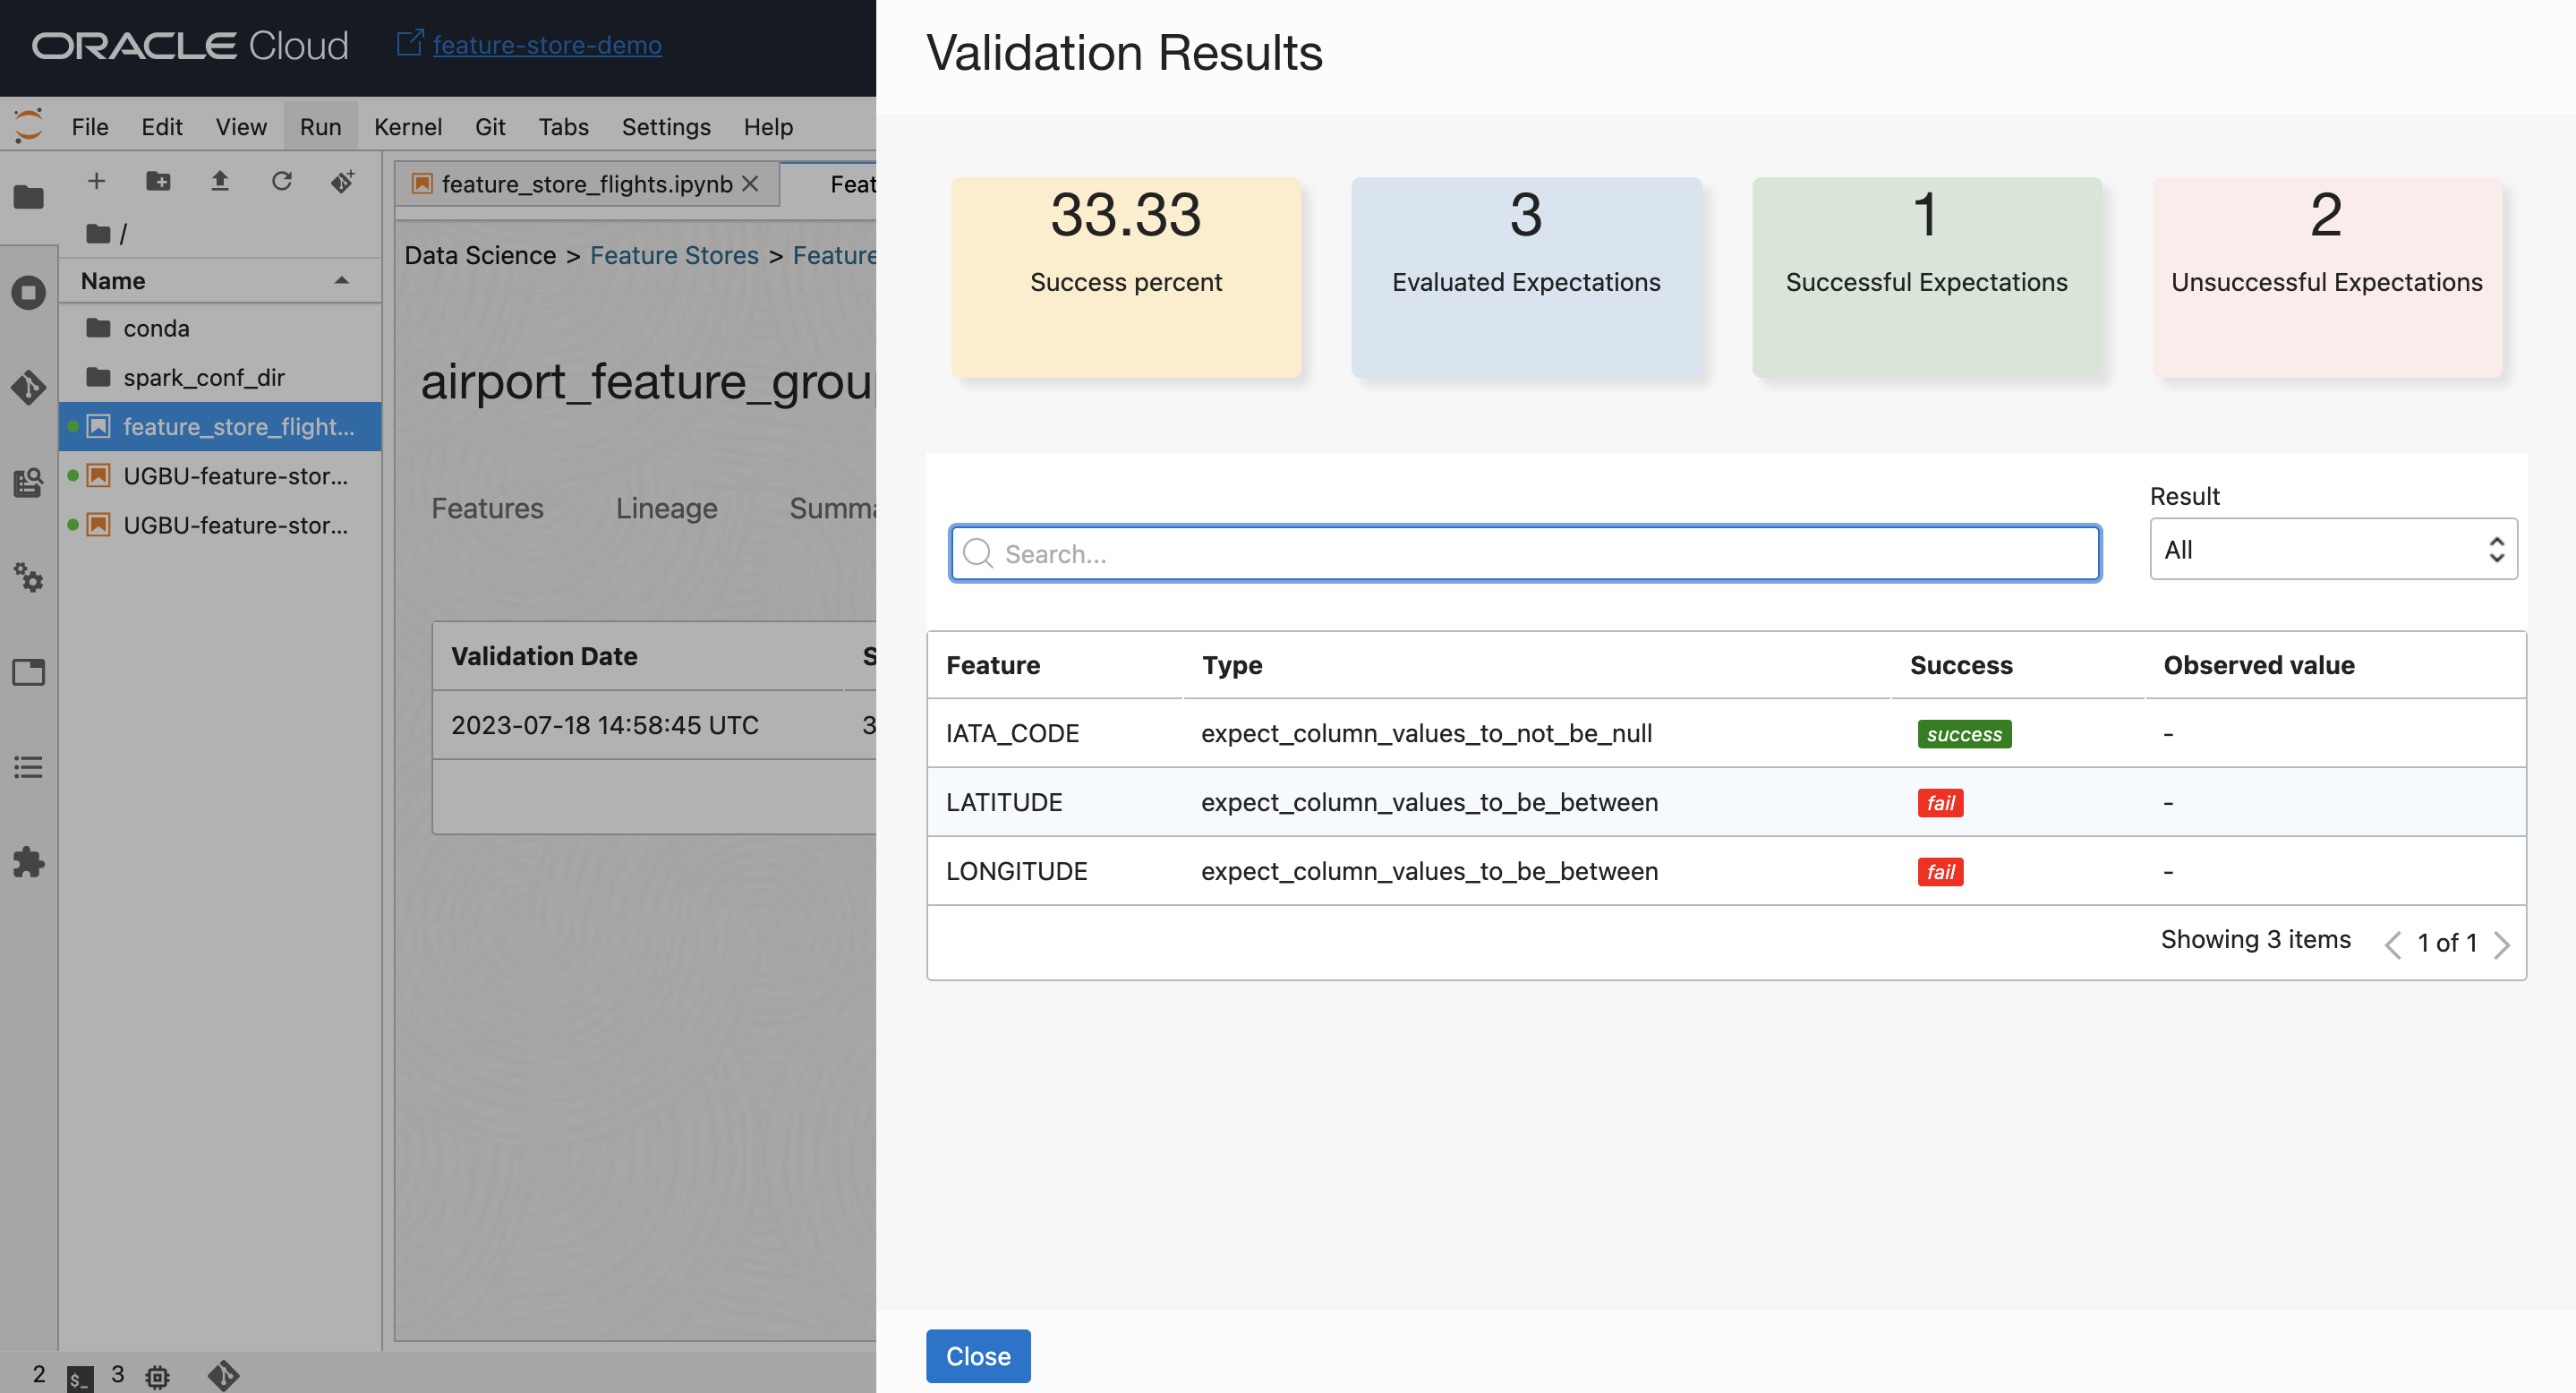 ORACLE Cloud
feature-store-demo
File Edit View Run Kernel Git Tabs Settings Help
/
Name
conda
spark_conf_dir
feature_store_flight...
UGBU-feature-stor...
UGBU-feature-stor...
feature_store_flights.ipynb
Feat
Data Science > Feature Stores > Feature
airport_feature_grou
Features Lineage Summa
Validation Date S
2023-07-18 14:58:45 UTC 3
2 $_ 3
Validation Results
33.33
Success percent
3
Evaluated Expectations
1
Successful Expectations
2
Unsuccessful Expectations
Result
Search...
All
Feature Type Success Observed value
IATA_CODE expect_column_values_to_not_be_null success -
LATITUDE expect_column_values_to_be_between fail -
LONGITUDE expect_column_values_to_be_between fail -
Showing 3 items 1 of 1
Close